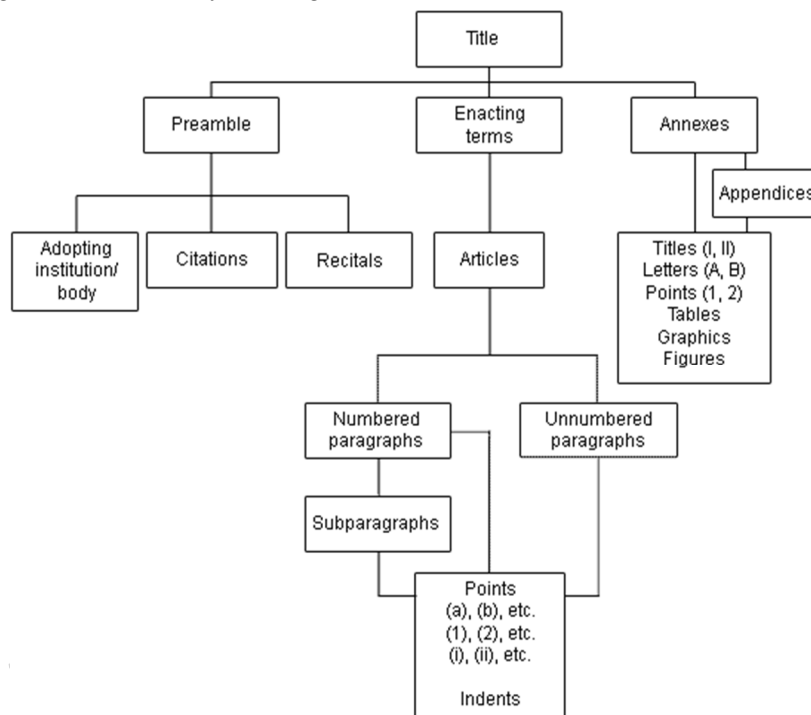 Title
Preamble
Enacting
terms
Annexes
Appendices
Adopting
institution/
body
Citations
Recitals
Articles
Titles (I, II)
Letters (A, B)
Points (1, 2)
Tables
Graphics
Figures
Numbered
paragraphs
Unnumbered
paragraphs
Subparagraphs
Points
(a), (b), etc.
(1), (2), etc.
(i), (ii), etc.
Indents